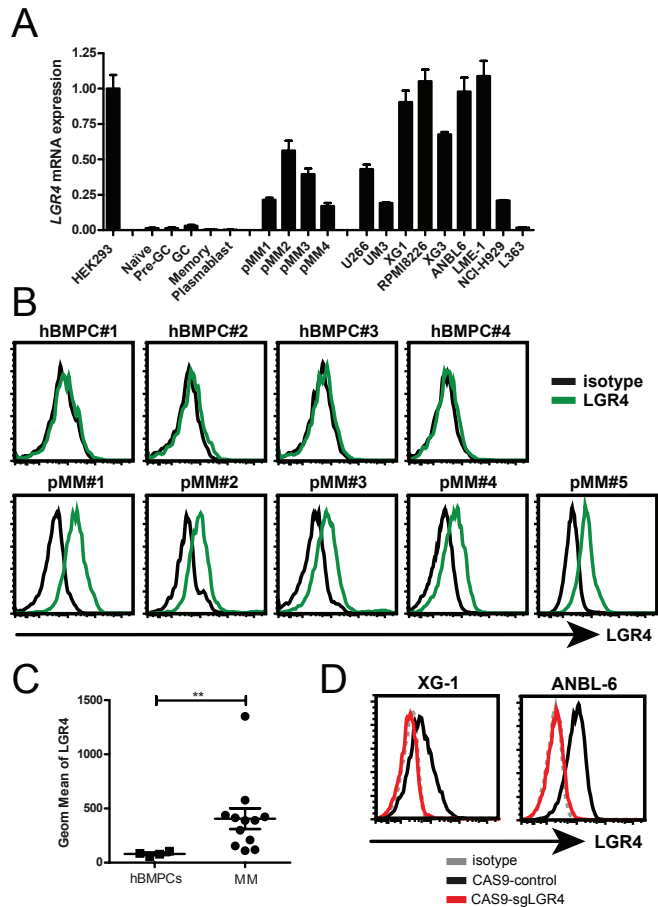 A
LGR4 mRNA expression
1.25
1.00
0.75
0.50
0.25
0.00
HEK293
Naïve
Pre-GC
GC
Memory
Plasmablast
pMM1
pMM2
pMM3
pMM4
U266
UM3
XG1
RPMI8226
XG3
ANBL6
LME-1
NCI-H929
L363
B
hBMPC#1 hBMPC#2 hBMPC#3 hBMPC#4
isotype
LGR4
pMM#1 pMM#2 pMM#3 pMM#4 pMM#5
LGR4
C
Geom Mean of LGR4
1500
1000
500
0
**
hBMPCs MM
D
XG-1 ANBL-6
LGR4
isotype
CAS9-control
CAS9-sgLGR4